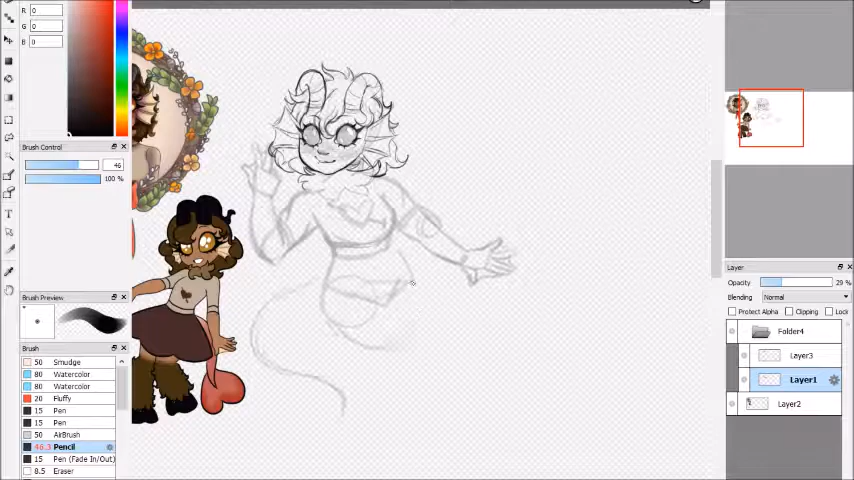 R 0
G 0
B 0
Brush Control
46
100 %
Brush Preview
Brush
50 Smudge
80 Watercolor
80 Watercolor
20 Fluffy
15 Pen
15 Pen
50 AirBrush
46.3 Pencil
15 Pen (Fade In/Out)
8.5 Eraser
Layer
Opacity 29 %
Blending Normal
Protect Alpha Clipping Lock
Folder4
Layer3
Layer1
Layer2